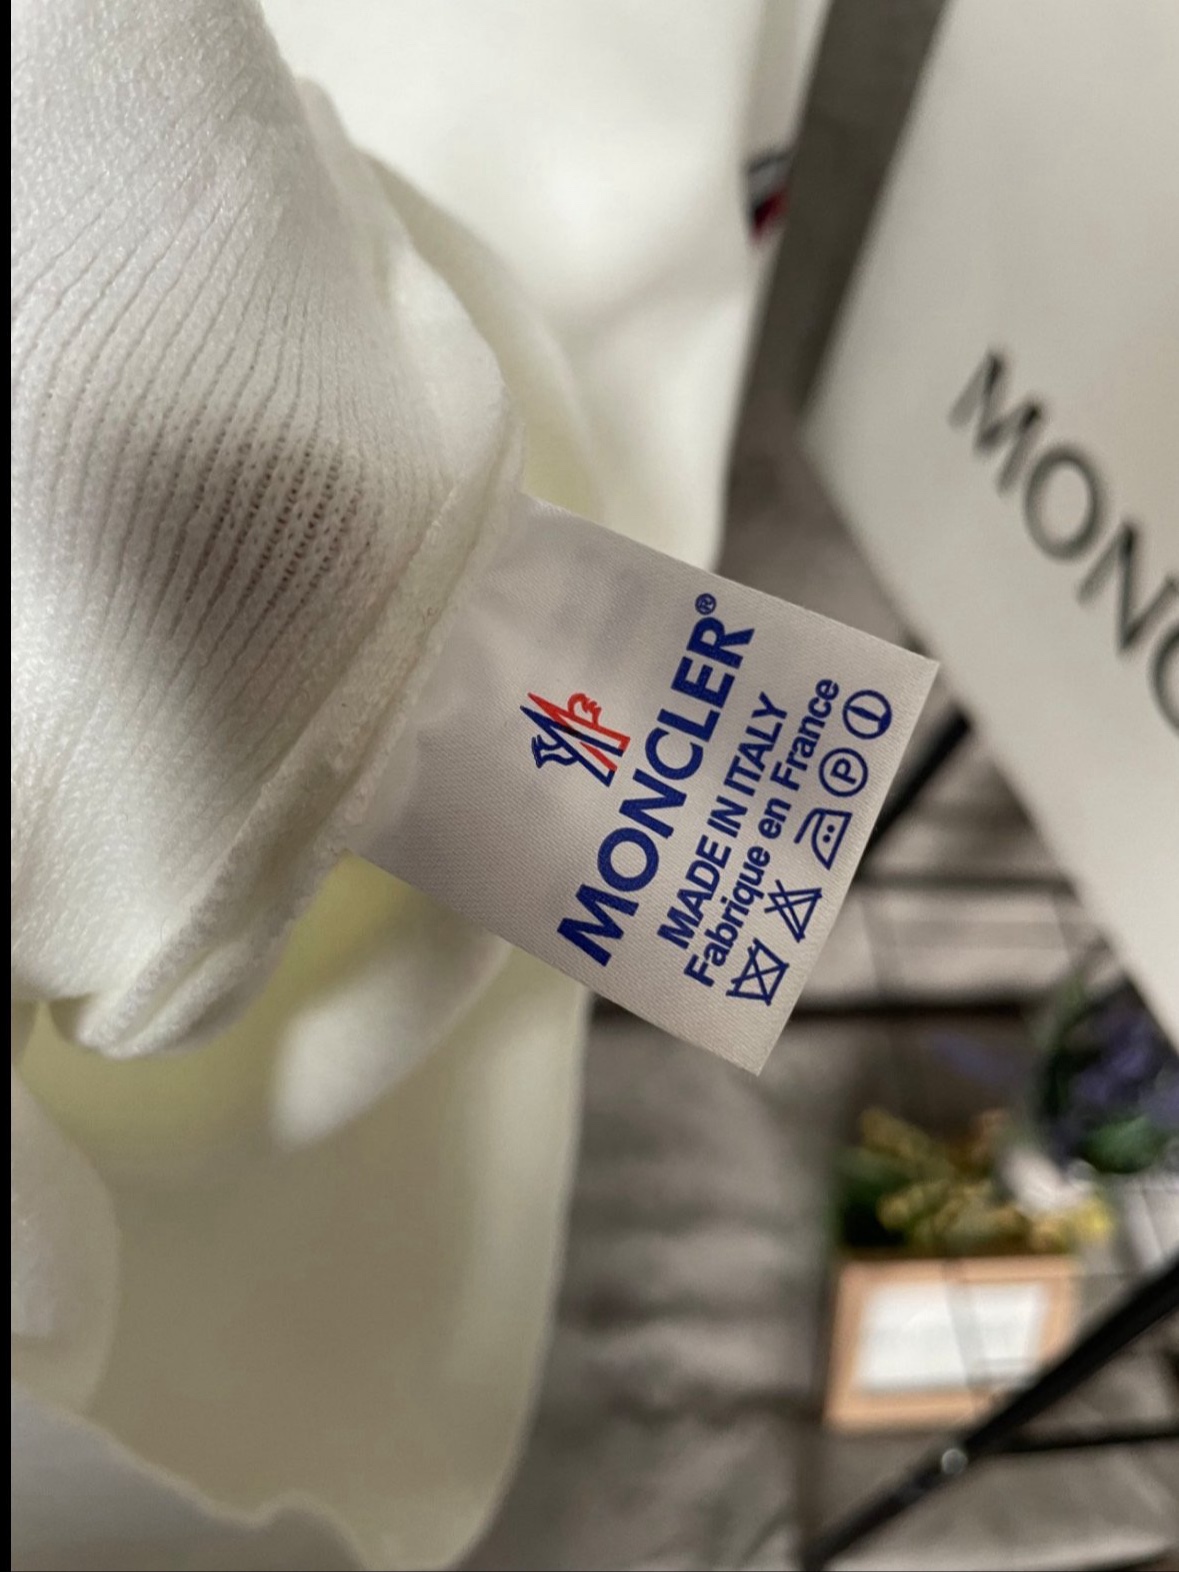 MONCLER®
MADE IN ITALY
Fabrique en France
P
MONC